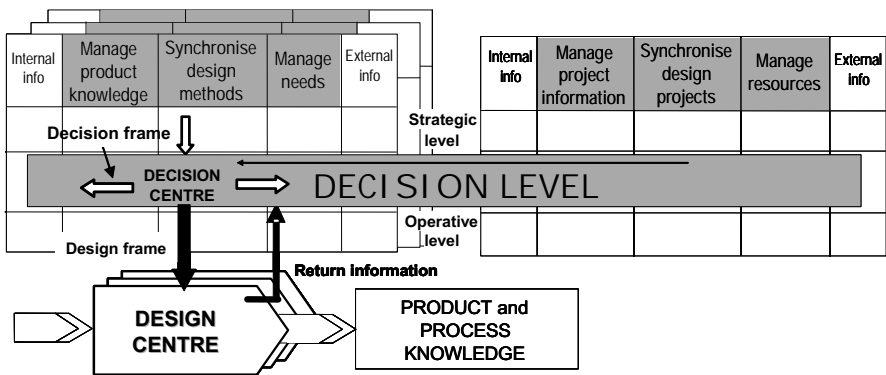 Internal info
Manage product knowledge
Synchronise design methods
Manage needs
External info
Internal info
Manage project information
Synchronise design projects
Manage resources
External info
Strategic level
Decision frame
DECISION CENTRE
DECISION LEVEL
Operative level
Design frame
Return information
DESIGN CENTRE
PRODUCT and PROCESS KNOWLEDGE